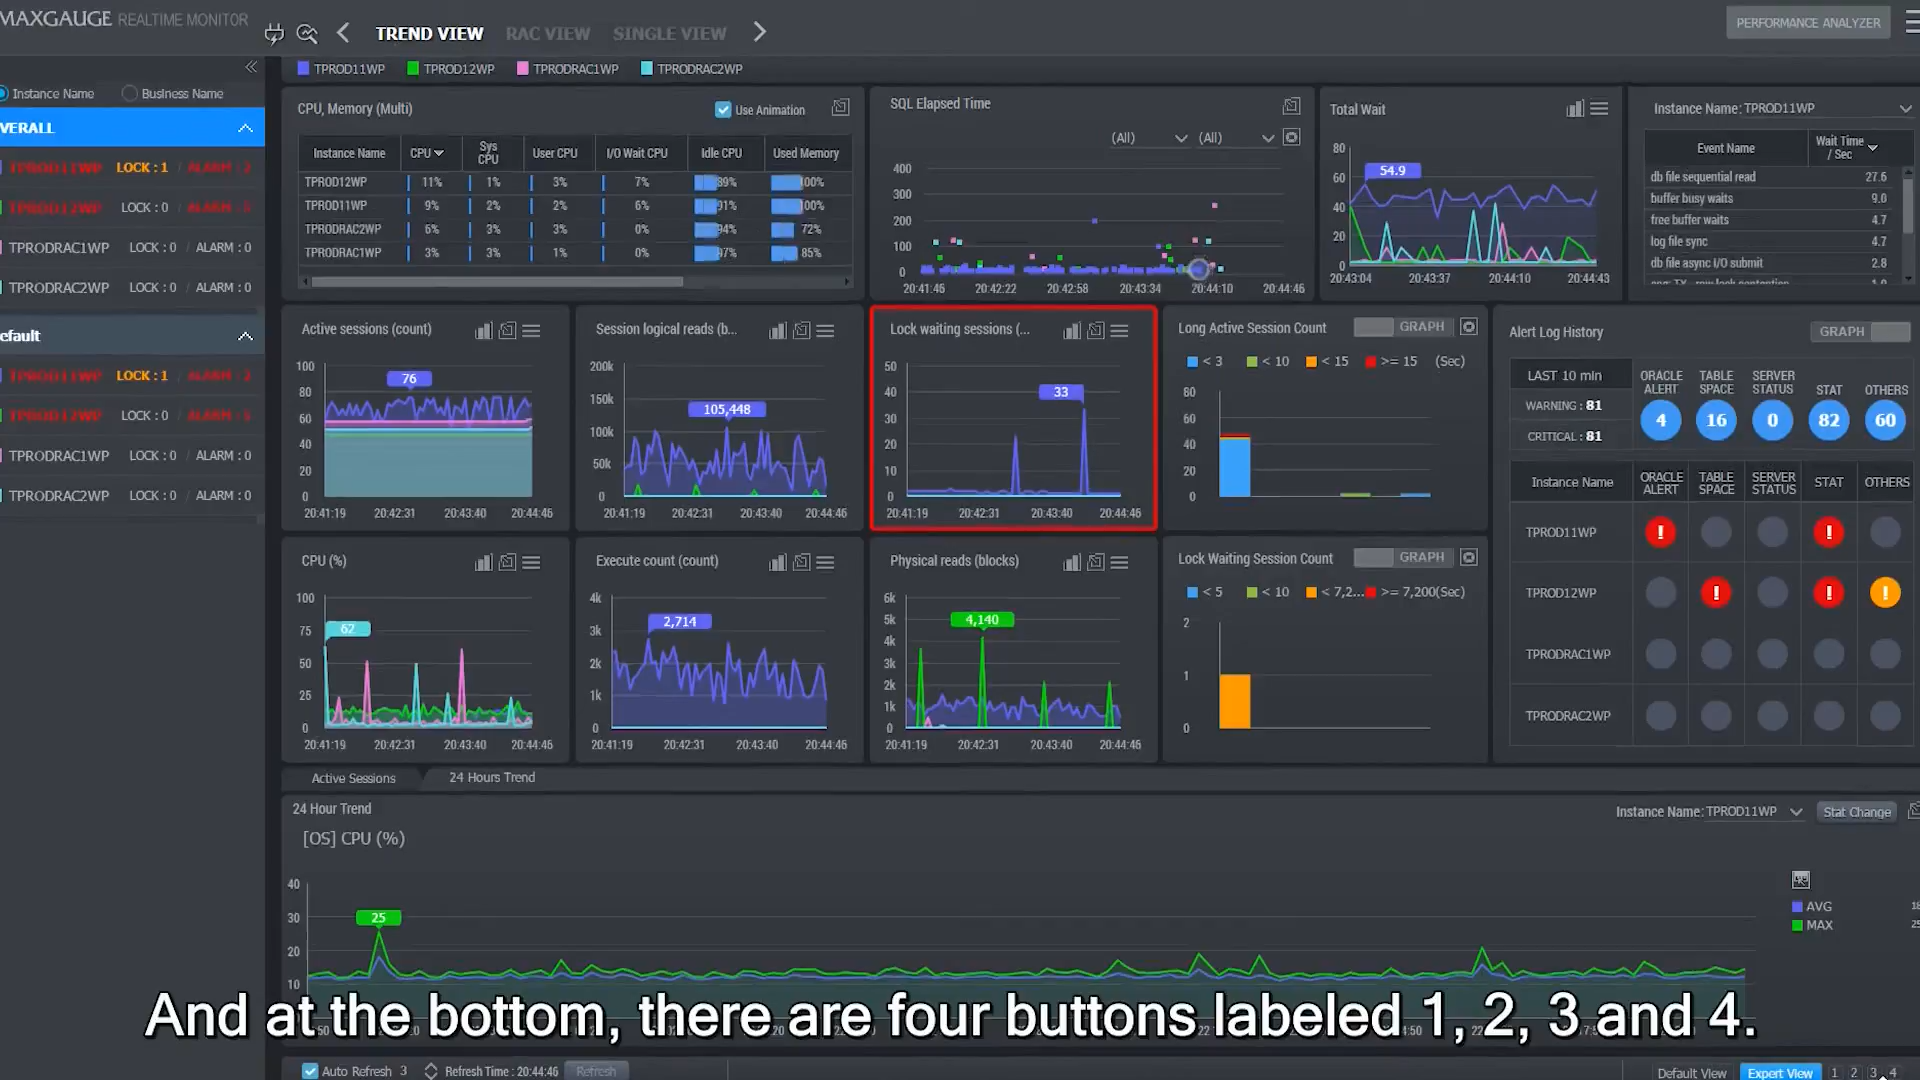 MAXGAUGE REALTIME MONITOR
TREND VIEW RAC VIEW SINGLE VIEW
PERFORMANCE ANALYZER
TPROD11WP TPROD12WP TPRODRAC1WP TPRODRAC2WP
Instance Name Business Name
VERALL
TPROD11WP LOCK : 1 / ALARM : 2
TPROD12WP LOCK : 0 / ALARM :
TPRODRAC1WP LOCK : 0 / ALARM : 0
TPRODRAC2WP LOCK : 0 / ALARM : 0
efault
TPROD11WP LOCK : 1 / ALARM :
TPROD12WP LOCK : 0 / ALARM :
TPRODRAC1WP LOCK : 0 / ALARM : 0
TPRODRAC2WP LOCK : 0 / ALARM : 0
CPU, Memory (Multi) Use Animation
Instance Name CPU Sys CPU User CPU I/O Wait CPU Idle CPU Used Memory
TPROD12WP 11% 1% 3% 7% 89% 100%
TPROD11WP 9% 2% 2% 6% 91% 100%
TPRODRAC2WP 6% 3% 3% 0% 94% 72%
TPRODRAC1WP 3% 3% 1% 0% 97% 85%
SQL Elapsed Time
(All) (All)
400
300
200
100
0
20:41:46 20:42:22 20:42:58 20:43:34 20:44:10 20:44:46
Total Wait
80
54.9
60
40
20
0
20:43:04 20:43:37 20:44:10 20:44:43
Instance Name: TPROD11WP
Event Name Wait Time / Sec
db file sequential read 27.6
buffer busy waits 9.0
free buffer waits 4.7
log file sync 4.7
db file async I/O submit 2.8
enq: TX - row lock contention 1.0
Active sessions (count)
100
76
80
60
40
20
0
20:41:19 20:42:31 20:43:40 20:44:46
Session logical reads (b...
200k
150k
105,448
100k
50k
0
20:41:19 20:42:31 20:43:40 20:44:46
Lock waiting sessions (...
50
40
33
30
20
10
0
20:41:19 20:42:31 20:43:40 20:44:46
Long Active Session Count GRAPH
< 3 < 10 < 15 >= 15 (Sec)
80
60
40
20
0
Alert Log History GRAPH
LAST 10 min
WARNING : 81
CRITICAL : 81
ORACLE ALERT TABLE SPACE SERVER STATUS STAT OTHERS
4 16 0 82 60
Instance Name ORACLE ALERT TABLE SPACE SERVER STATUS STAT OTHERS
TPROD11WP ! !
TPROD12WP ! ! !
TPRODRAC1WP
TPRODRAC2WP
CPU (%)
100
75
62
50
25
0
20:41:19 20:42:31 20:43:40 20:44:46
Execute count (count)
4k
3k
2,714
2k
1k
0
20:41:19 20:42:31 20:43:40 20:44:46
Physical reads (blocks)
6k
5k
4,140
4k
3k
2k
1k
0
20:41:19 20:42:31 20:43:40 20:44:46
Lock Waiting Session Count GRAPH
< 5 < 10 < 7,2... >= 7,200(Sec)
2
1
0
Active Sessions 24 Hours Trend
24 Hour Trend
Instance Name: TPROD11WP Stat Change
[OS] CPU (%)
40
30
25
20
10
AVG
MAX
And at the bottom, there are four buttons labeled 1, 2, 3 and 4.
Auto Refresh 3 Refresh Time : 20:44:46 Refresh
Default View Expert View 1 2 3 4